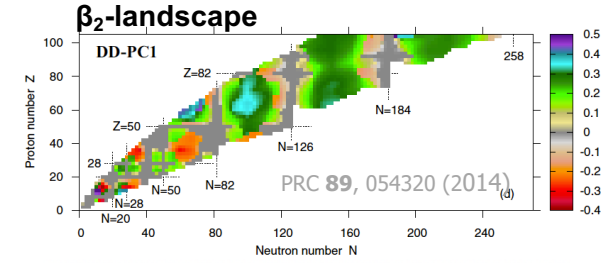 β₂-landscape
DD-PC1
Proton number Z
100
80
60
40
20
0
0
40
80
120
160
200
240
Neutron number N
Z=82
Z=50
28
20
N=20
N=28
N=50
N=82
N=126
N=184
258
PRC 89, 054320 (2014)
(d)
0.5
0.4
0.3
0.2
0.1
0
-0.1
-0.2
-0.3
-0.4